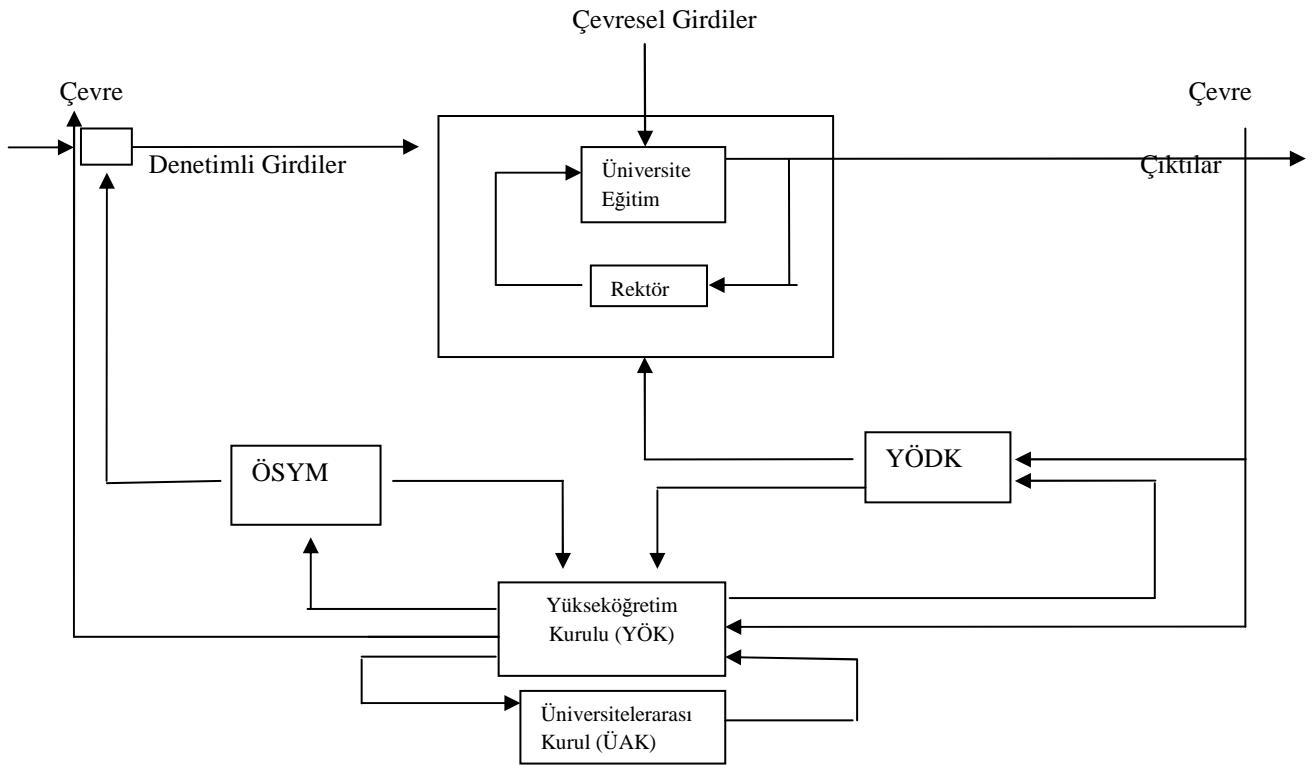 Çevresel Girdiler
Çevre
Çevre
Denetimli Girdiler
Üniversite
Eğitim
Çıktılar
Rektör
ÖSYM
YÖDK
Yükseköğretim
Kurulu (YÖK)
Üniversitelerarası
Kurul (ÜAK)